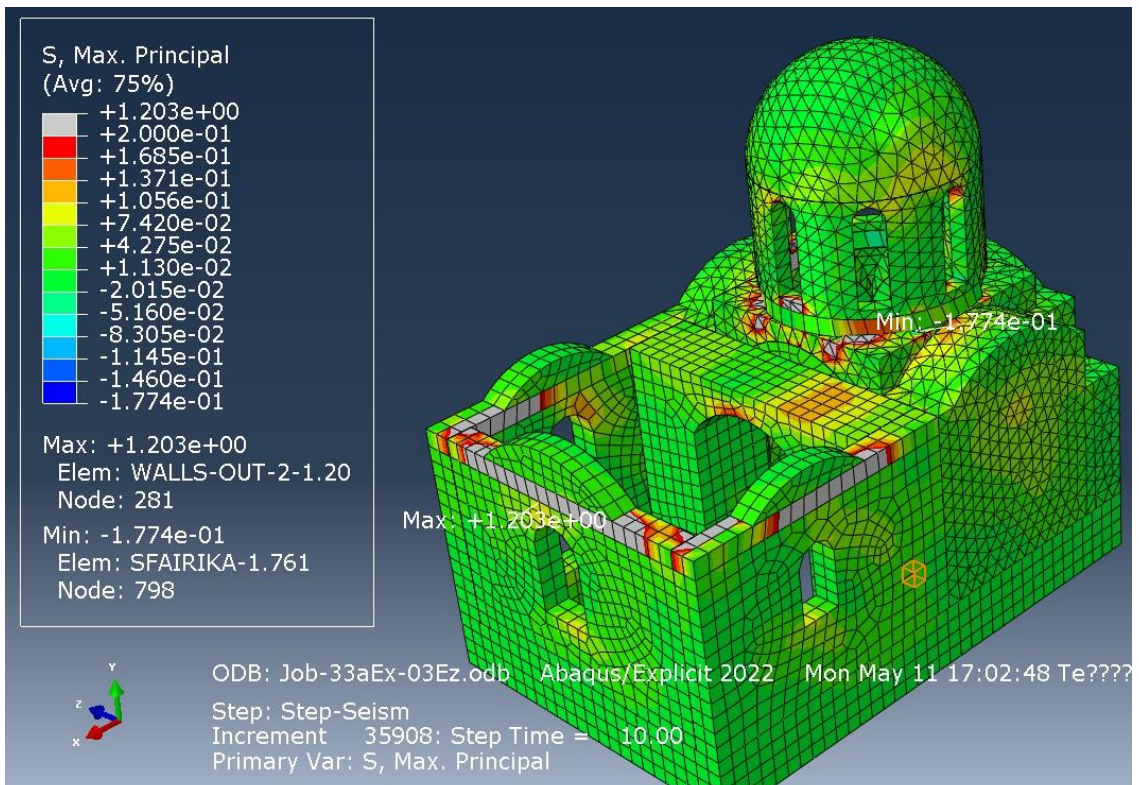 S, Max. Principal
(Avg: 75%)
+1.203e+00
+2.000e-01
+1.685e-01
+1.371e-01
+1.056e-01
+7.420e-02
+4.275e-02
+1.130e-02
-2.015e-02
-5.160e-02
-8.305e-02
-1.145e-01
-1.460e-01
-1.774e-01
Max: +1.203e+00
Elem: WALLS-OUT-2-1.20
Node: 281
Min: -1.774e-01
Elem: SFAIRIKA-1.761
Node: 798
Min: -1.774e-01
Max: +1.203e+00
Y
Z
X
ODB: Job-33aEx-03Ez.odb Abaqus/Explicit 2022 Mon May 11 17:02:48 Te????
Step: Step-Seism
Increment 35908: Step Time = 10.00
Primary Var: S, Max. Principal